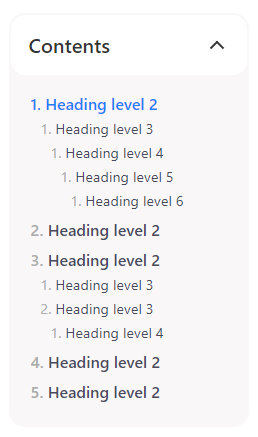 Contents
1. Heading level 2
1. Heading level 3
1. Heading level 4
1. Heading level 5
1. Heading level 6
2. Heading level 2
3. Heading level 2
1. Heading level 3
2. Heading level 3
1. Heading level 4
4. Heading level 2
5. Heading level 2